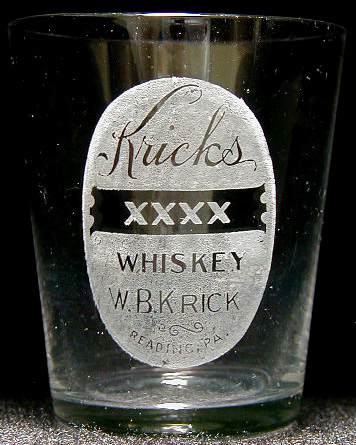 Kricks
XXXX
WHISKEY
W.B.KRICK
READING, PA.